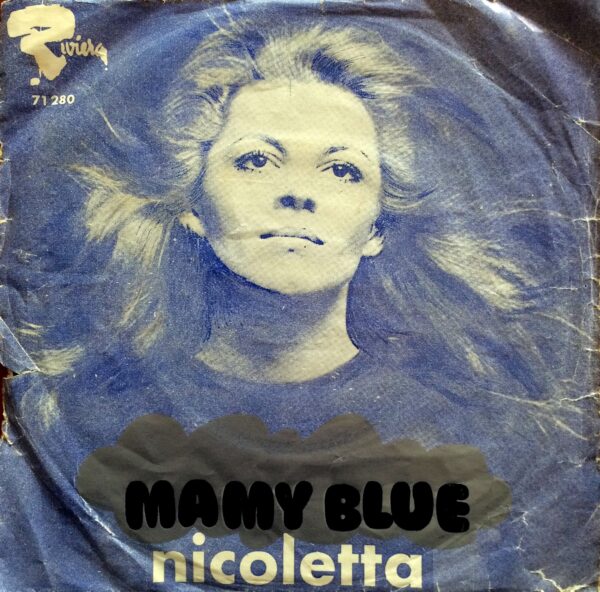 Riviera
71 280
MAMY BLUE
nicoletta